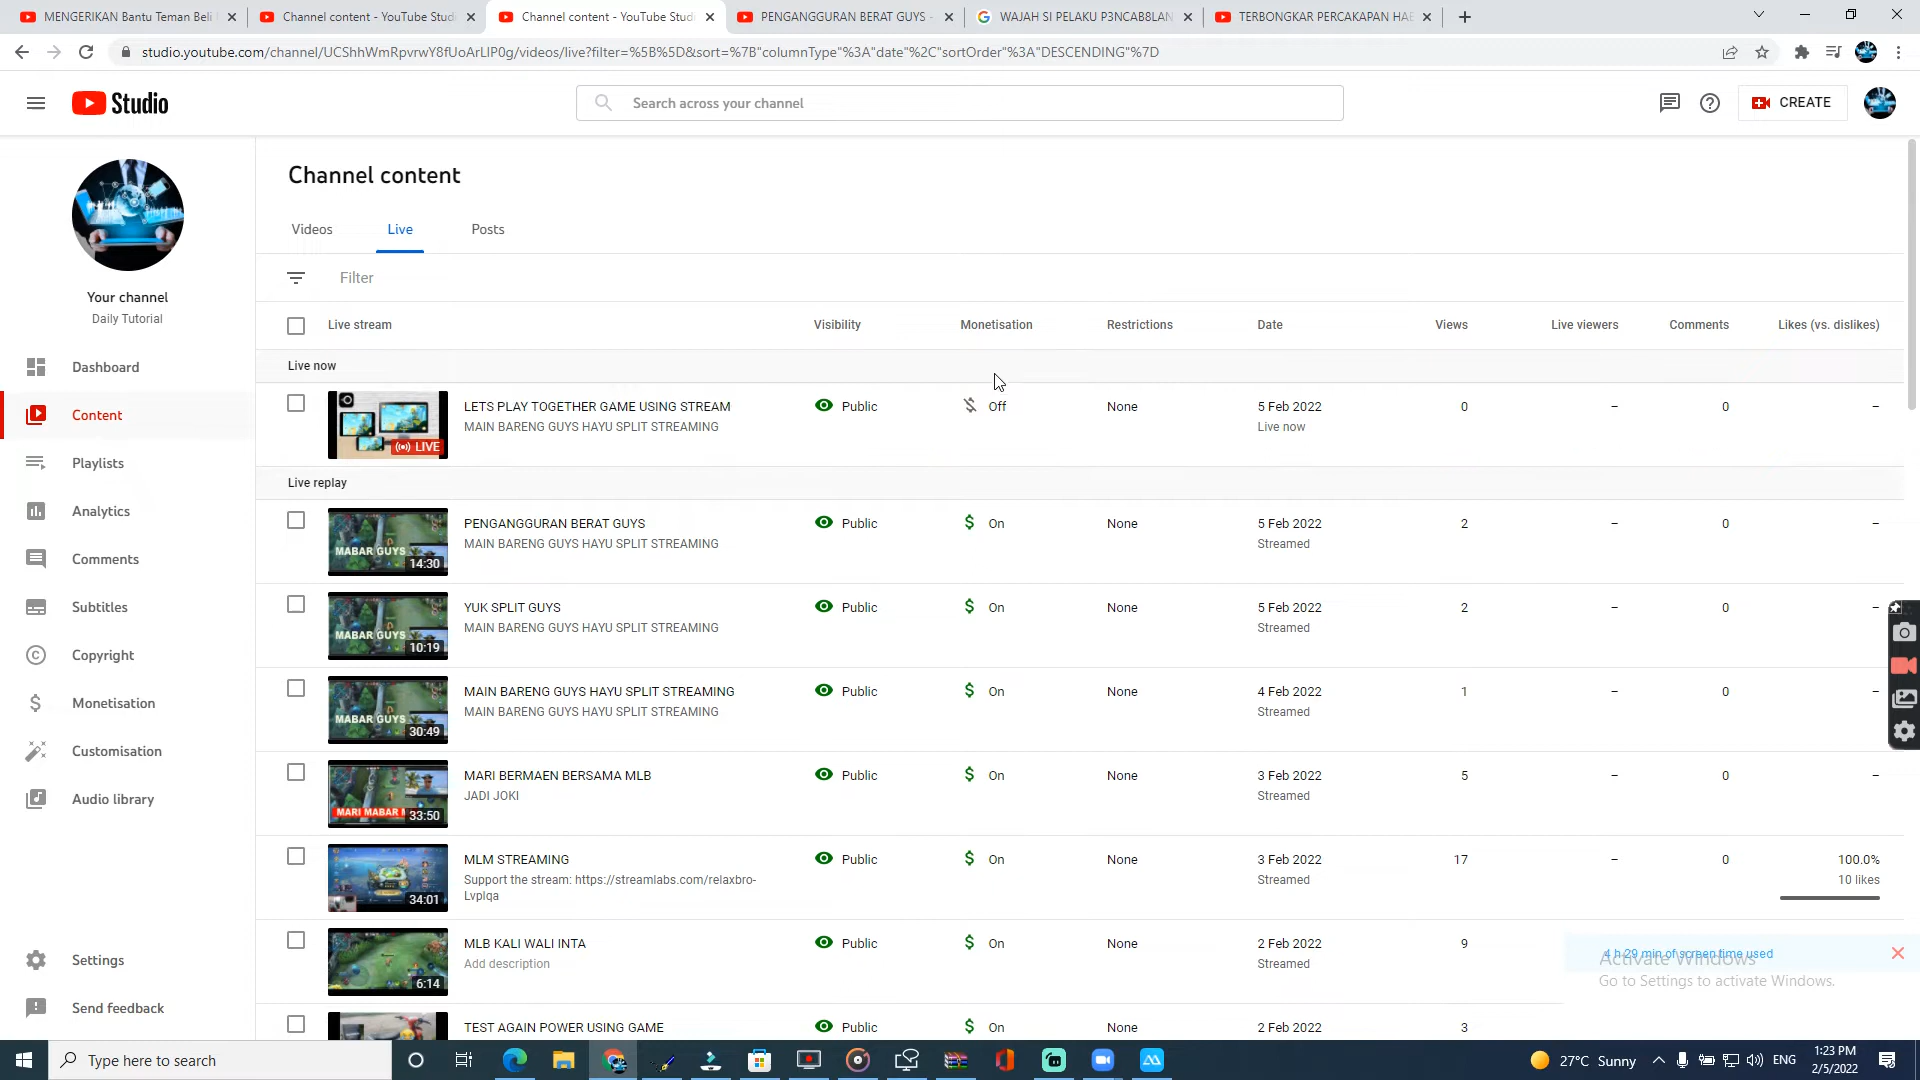 MENGERIKAN Bantu Teman Beli
Channel content - YouTube Studi
Channel content - YouTube Studi
PENGANGGURAN BERAT GUYS -
WAJAH SI PELAKU P3NCAB8LAN
TERBONGKAR PERCAKAPAN HAE
studio.youtube.com/channel/UCShhWmRpvrwY8fUoArLIP0g/videos/live?filter=%5B%5D&sort=%7B"columnType"%3A"date"%2C"sortOrder"%3A"DESCENDING"%7D
Studio
Search across your channel
CREATE
Your channel
Daily Tutorial
Dashboard
Content
Playlists
Analytics
Comments
Subtitles
Copyright
Monetisation
Customisation
Audio library
Settings
Send feedback
Channel content
Videos Live Posts
Filter
Live stream Visibility Monetisation Restrictions Date Views Live viewers Comments Likes (vs. dislikes)
Live now
LIVE
LETS PLAY TOGETHER GAME USING STREAM Public Off None 5 Feb 2022 0 – 0 –
MAIN BARENG GUYS HAYU SPLIT STREAMING Live now
Live replay
MABAR GUYS 14:30
PENGANGGURAN BERAT GUYS Public On None 5 Feb 2022 2 – 0 –
MAIN BARENG GUYS HAYU SPLIT STREAMING Streamed
MABAR GUYS 10:19
YUK SPLIT GUYS Public On None 5 Feb 2022 2 – 0 –
MAIN BARENG GUYS HAYU SPLIT STREAMING Streamed
MABAR GUYS 30:49
MAIN BARENG GUYS HAYU SPLIT STREAMING Public On None 4 Feb 2022 1 – 0 –
MAIN BARENG GUYS HAYU SPLIT STREAMING Streamed
MARI MABAR 33:50
MARI BERMAEN BERSAMA MLB Public On None 3 Feb 2022 5 – 0 –
JADI JOKI Streamed
34:01
MLM STREAMING Public On None 3 Feb 2022 17 – 0 100.0%
Support the stream: https://streamlabs.com/relaxbro- Streamed 10 likes
Lvplqa
6:14
MLB KALI WALI INTA Public On None 2 Feb 2022 9
Add description Streamed
TEST AGAIN POWER USING GAME Public On None 2 Feb 2022 3
4 h 29 min of screen time used
Activate Windows
Go to Settings to activate Windows.
Type here to search
27°C Sunny
ENG
1:23 PM
2/5/2022